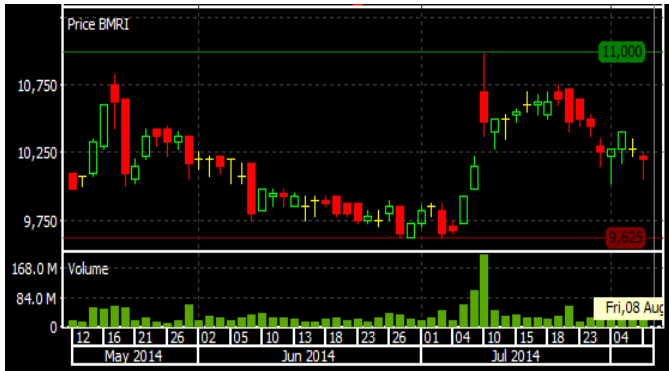 Price BMRI
11,000
10,750
10,250
9,750
9,625
168.0 M
Volume
84.0 M
Fri,08 Aug
0
12 16 21 26 02 05 10 13 18 23 26 01 04 10 15 18 23 04
May 2014 Jun 2014 Jul 2014